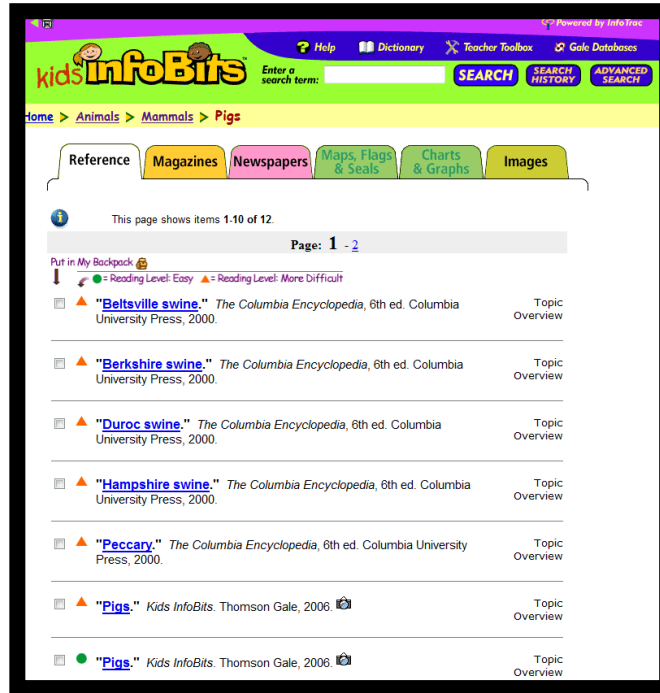 Powered by InfoTrac
Help Dictionary Teacher Toolbox Gale Databases
kids InfoBits
Enter a search term: SEARCH SEARCH HISTORY ADVANCED SEARCH
Home > Animals > Mammals > Pigs
Reference Magazines Newspapers Maps, Flags & Seals Charts & Graphs Images
This page shows items 1-10 of 12.
Page: 1 - 2
Put in My Backpack
= Reading Level: Easy = Reading Level: More Difficult
"Beltsville swine." The Columbia Encyclopedia, 6th ed. Columbia
University Press, 2000.
Topic
Overview
"Berkshire swine." The Columbia Encyclopedia, 6th ed. Columbia
University Press, 2000.
Topic
Overview
"Duroc swine." The Columbia Encyclopedia, 6th ed. Columbia
University Press, 2000.
Topic
Overview
"Hampshire swine." The Columbia Encyclopedia, 6th ed. Columbia
University Press, 2000.
Topic
Overview
"Peccary." The Columbia Encyclopedia, 6th ed. Columbia University
Press, 2000.
Topic
Overview
"Pigs." Kids InfoBits. Thomson Gale, 2006.
Topic
Overview
"Pigs." Kids InfoBits. Thomson Gale, 2006.
Topic
Overview